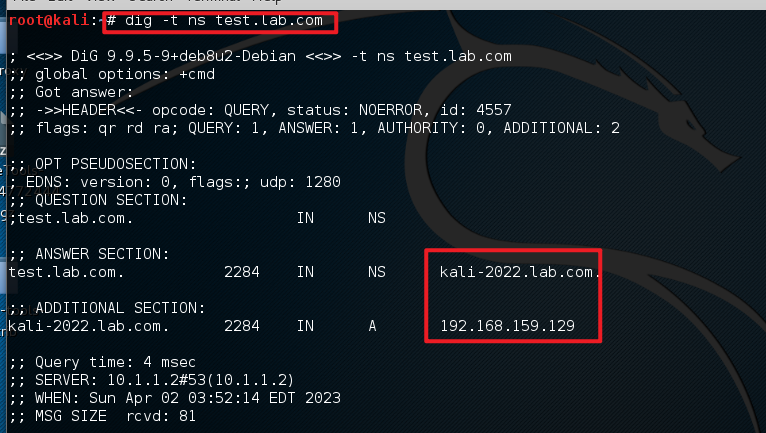 root@kali:~# dig -t ns test.lab.com
; <<>> DiG 9.9.5-9+deb8u2-Debian <<>> -t ns test.lab.com
;; global options: +cmd
;; Got answer:
;; ->>HEADER<<- opcode: QUERY, status: NOERROR, id: 4557
;; flags: qr rd ra; QUERY: 1, ANSWER: 1, AUTHORITY: 0, ADDITIONAL: 2
;; OPT PSEUDOSECTION:
; EDNS: version: 0, flags:; udp: 1280
;; QUESTION SECTION:
;test.lab.com. IN NS
;; ANSWER SECTION:
test.lab.com. 2284 IN NS kali-2022.lab.com.
;; ADDITIONAL SECTION:
kali-2022.lab.com. 2284 IN A 192.168.159.129
;; Query time: 4 msec
;; SERVER: 10.1.1.2#53(10.1.1.2)
;; WHEN: Sun Apr 02 03:52:14 EDT 2023
;; MSG SIZE rcvd: 81